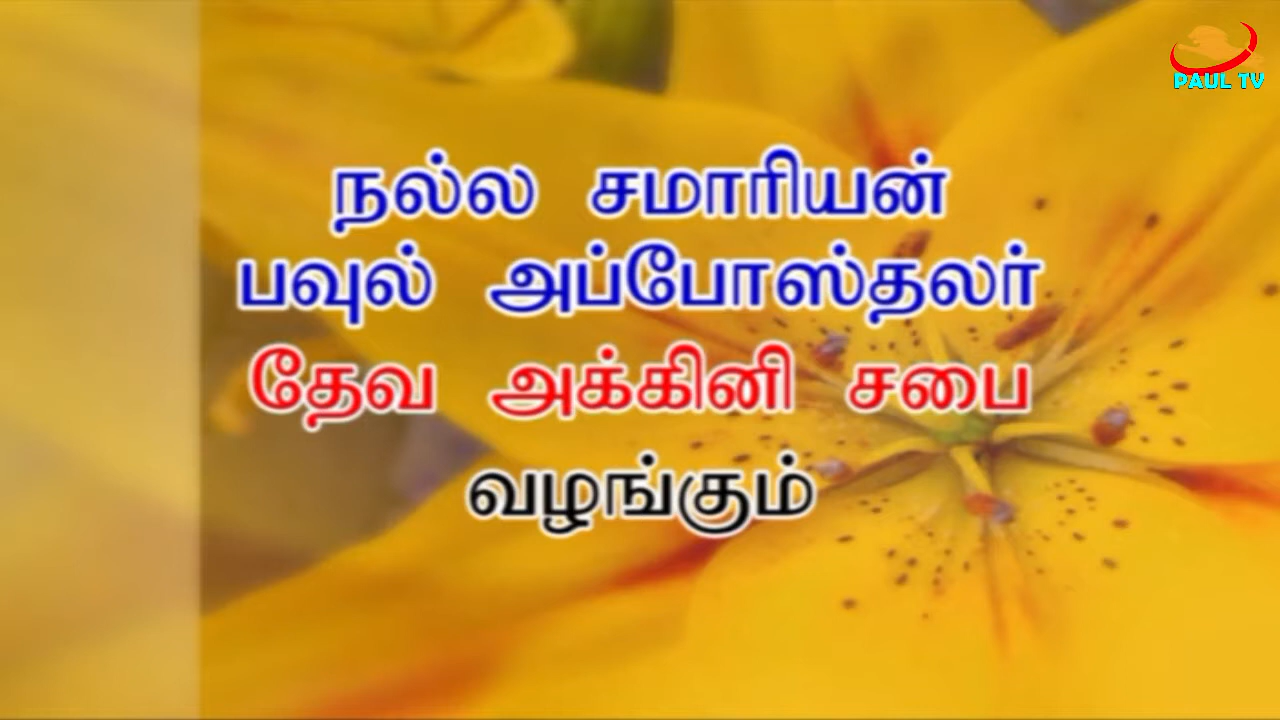 PAUL TV
நல்ல சமாரியன்
பவுல் அப்போஸ்தலர்
தேவ அக்கினி சபை
வழங்கும்